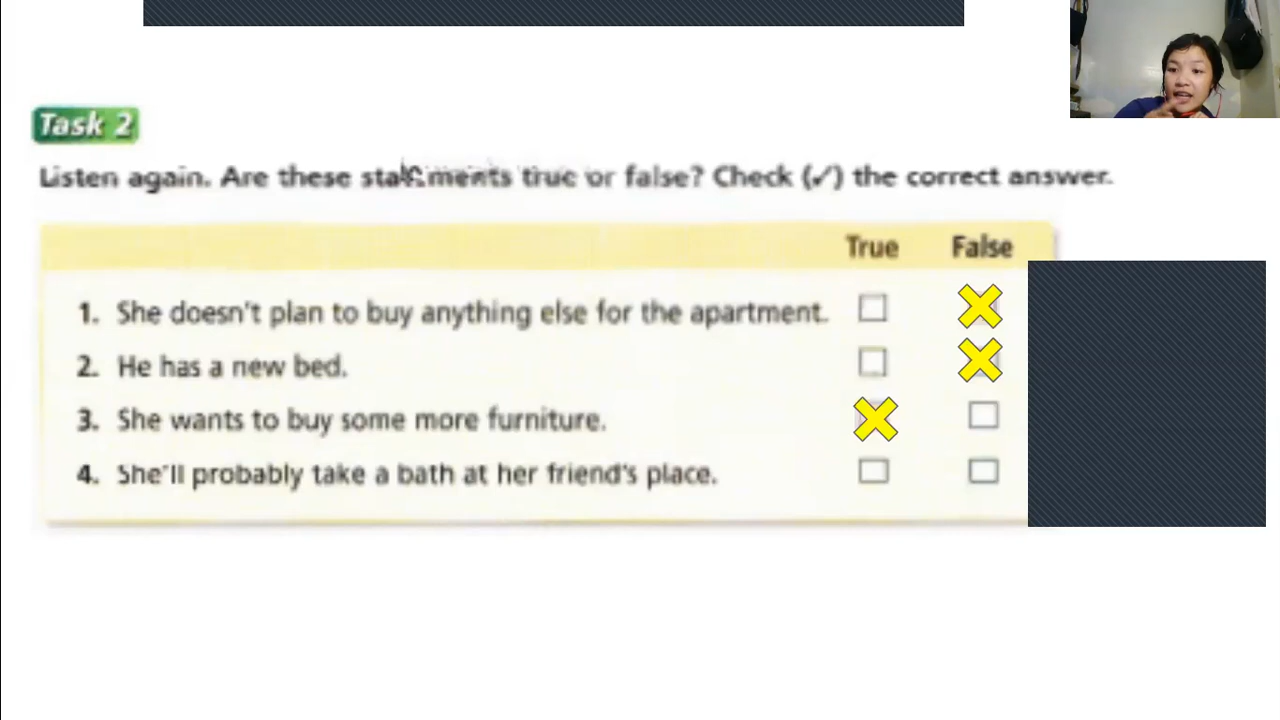 Task 2
Listen again. Are these statements true or false? Check (✓) the correct answer.
True False
1. She doesn't plan to buy anything else for the apartment.
2. He has a new bed.
3. She wants to buy some more furniture.
4. She'll probably take a bath at her friend's place.